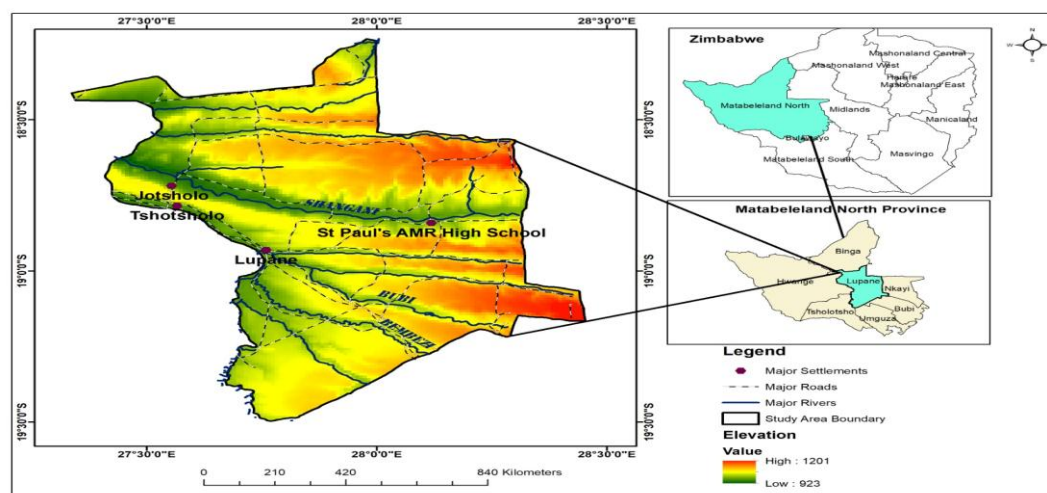 27°30'0"E
28°0'0"E
28°30'0"E
18°30'0"S
19°0'0"S
19°30'0"S
18°30'0"S
19°0'0"S
19°30'0"S
27°30'0"E
28°0'0"E
28°30'0"E
Jotsholo
Tshotsholo
SHANGANI
St Paul's AMR High School
Lupane
BUBI
BEMBEZA
0 210 420 840 Kilometers
Zimbabwe
Mashonaland Central
Mashonaland West
Harare
Mashonaland East
Matabeleland North
Midlands
Manicaland
Bulawayo
Masvingo
Matabeleland South
N
W E
S
Matabeleland North Province
Binga
Hwange
Lupane
Nkayi
Bubi
Tsholotsho
Umguza
Legend
Major Settlements
Major Roads
Major Rivers
Study Area Boundary
Elevation
Value
High : 1201
Low : 923